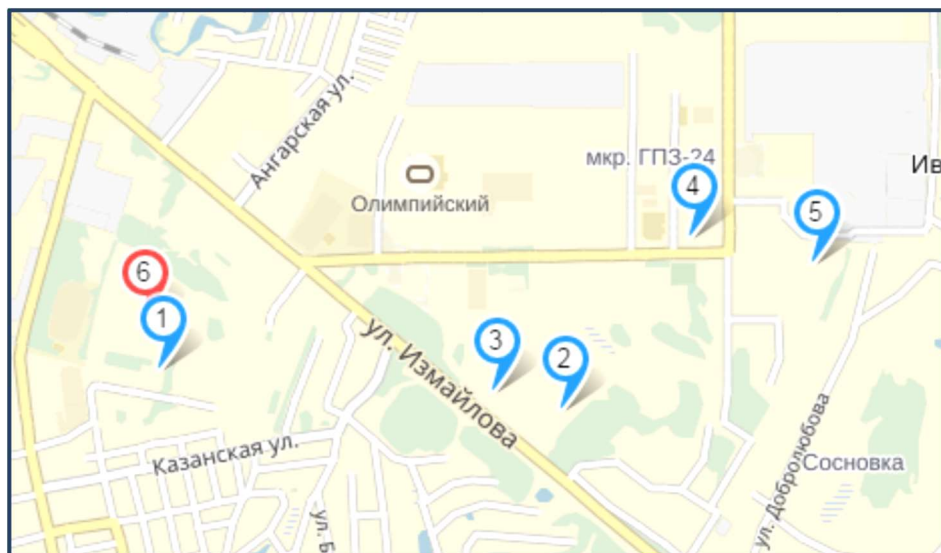 Ангарская ул.
мкр. ГПЗ-24
Ив
4
Олимпийский
5
6
1
3
2
ул. Измайлова
Казанская ул.
ул. Добролюбова
Сосновка
ул. Б